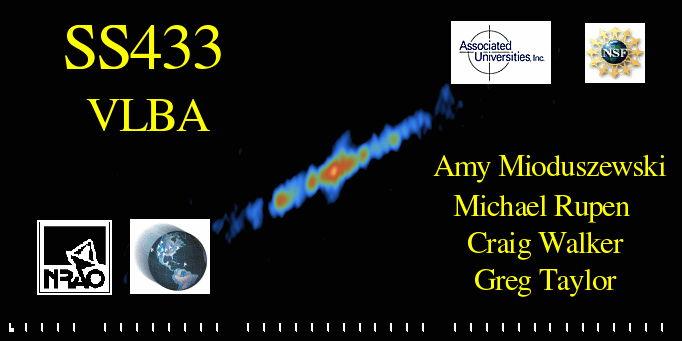 SS433
VLBA
Associated
Universities, Inc.
NSF
Amy Mioduszewski
Michael Rupen
Craig Walker
Greg Taylor
NRAO